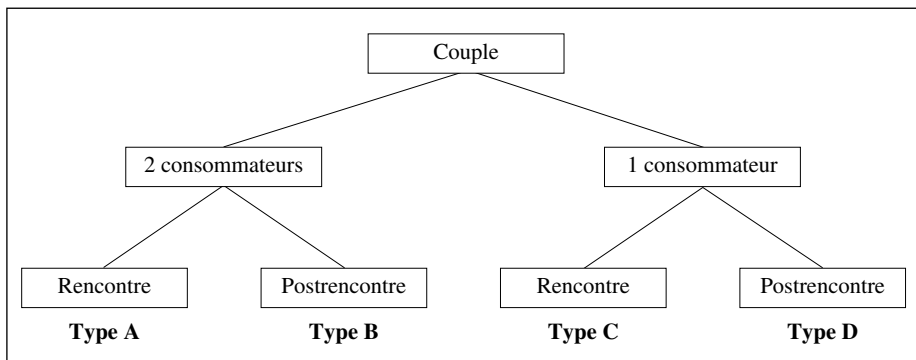 Couple
2 consommateurs
1 consommateur
Rencontre
Postrencontre
Rencontre
Postrencontre
Type A
Type B
Type C
Type D